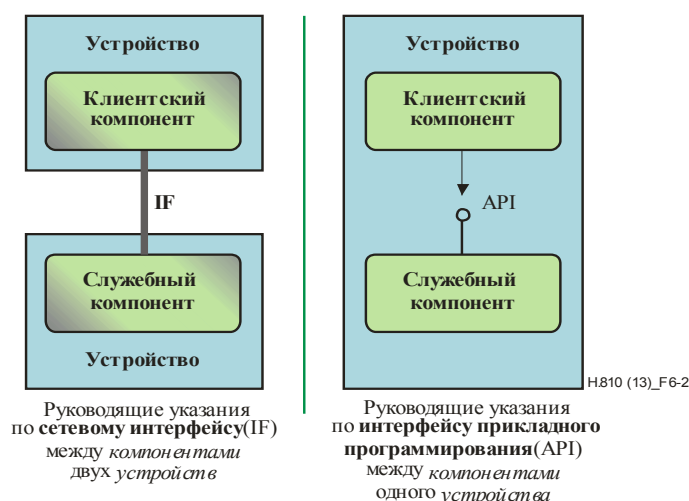 Устройство
Клиентский
компонент
IF
Служебный
компонент
Устройство
Руководящие указания
по сетевому интерфейсу(IF)
между компонентами
двух устройств
Устройство
Клиентский
компонент
API
Служебный
компонент
H.810 (13)_F6-2
Руководящие указания
по интерфейсу прикладного
программирования(API)
между компонентами
одного устройства